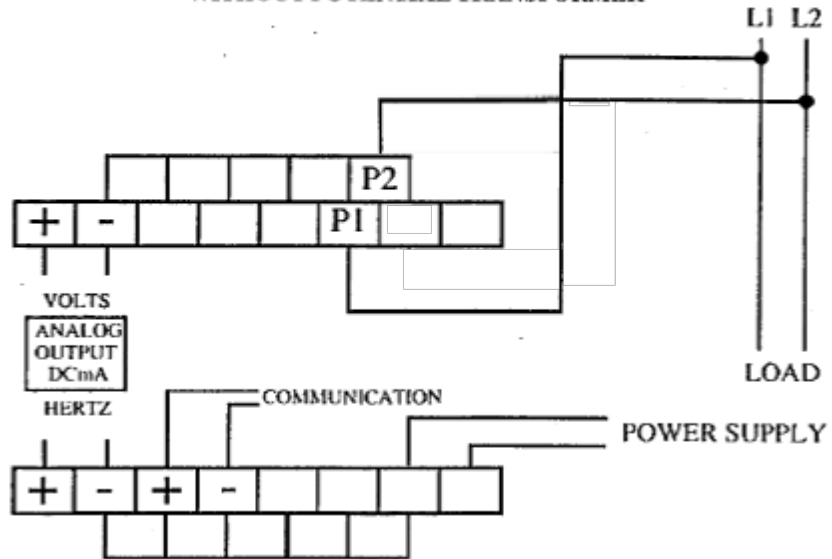 L1 L2
P2
+ - P1
VOLTS
ANALOG
OUTPUT
DCmA
HERTZ
LOAD
COMMUNICATION
POWER SUPPLY
+ - + -